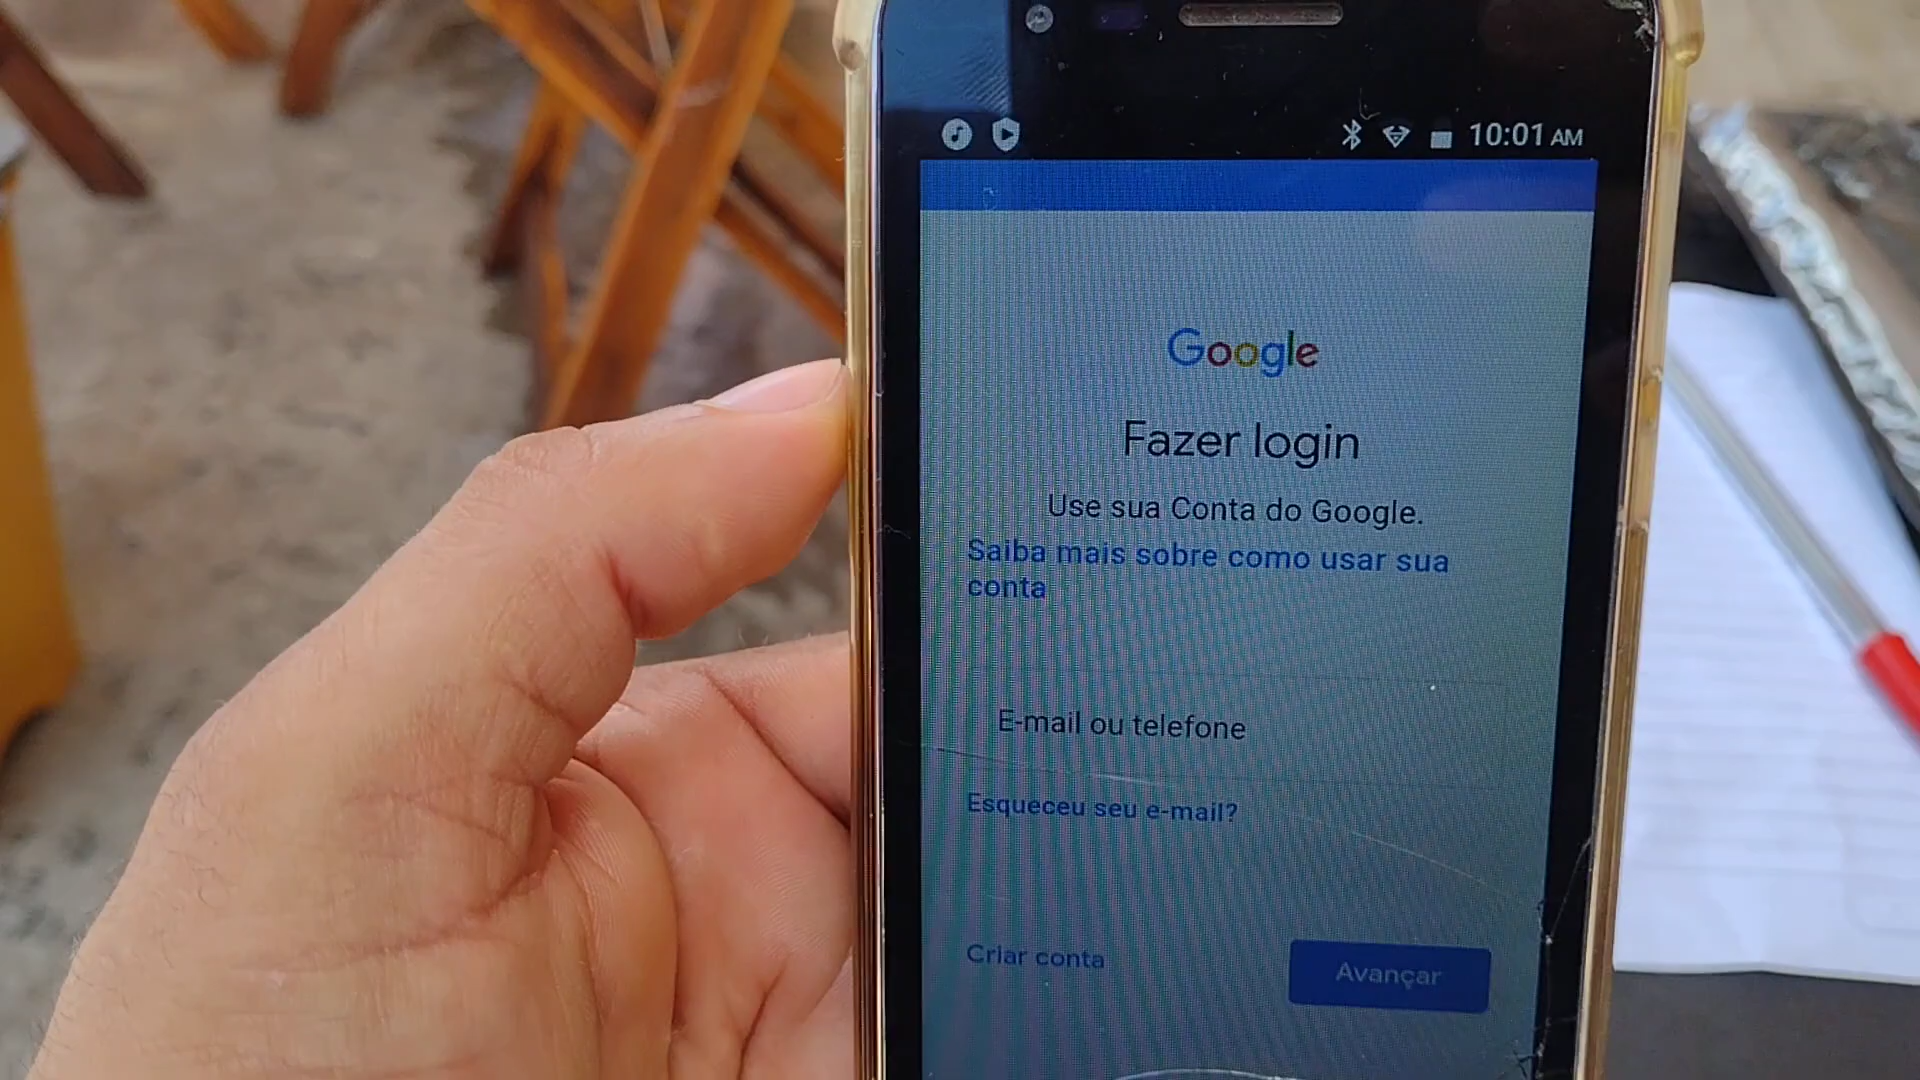 10:01 AM
Google
Fazer login
Use sua Conta do Google.
Saiba mais sobre como usar sua
conta
E-mail ou telefone
Esqueceu seu e-mail?
Criar conta
Avançar